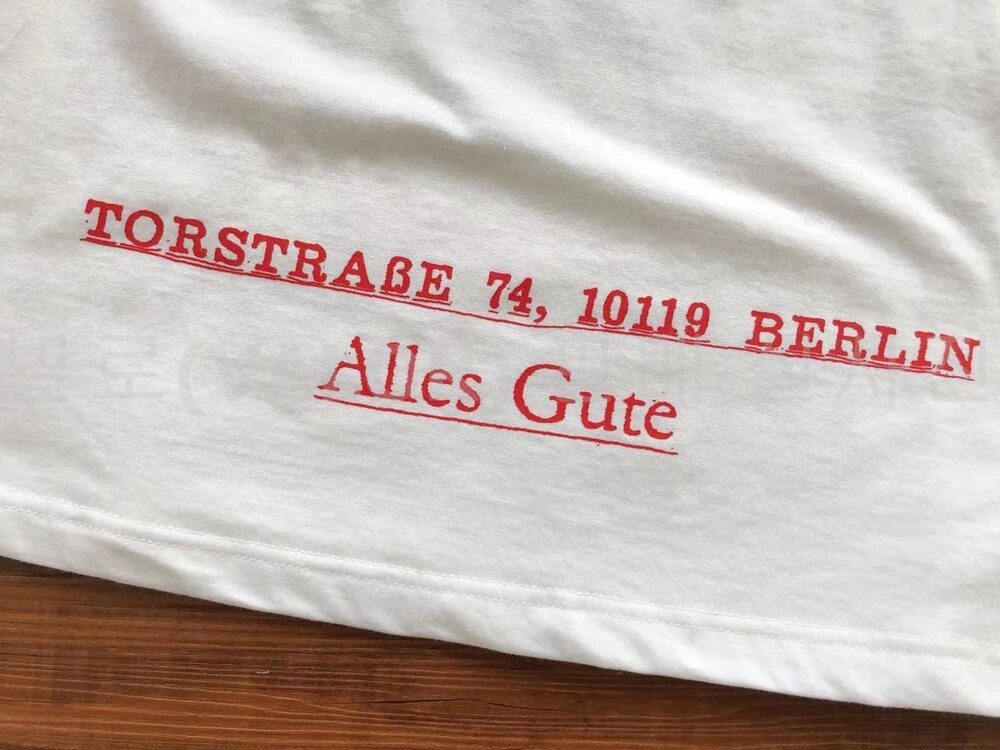 TORSTRAßE 74, 10119 BERLIN
Alles Gute